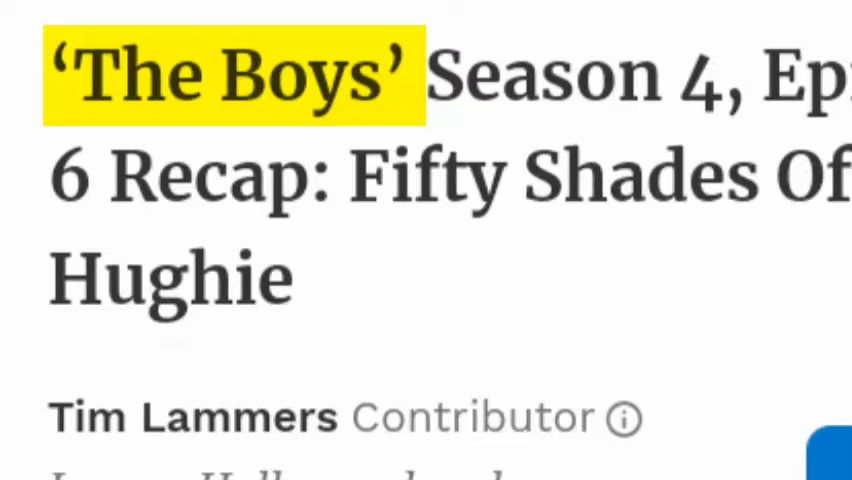 ‘The Boys’ Season 4, Ep
6 Recap: Fifty Shades Of
Hughie
Tim Lammers Contributor